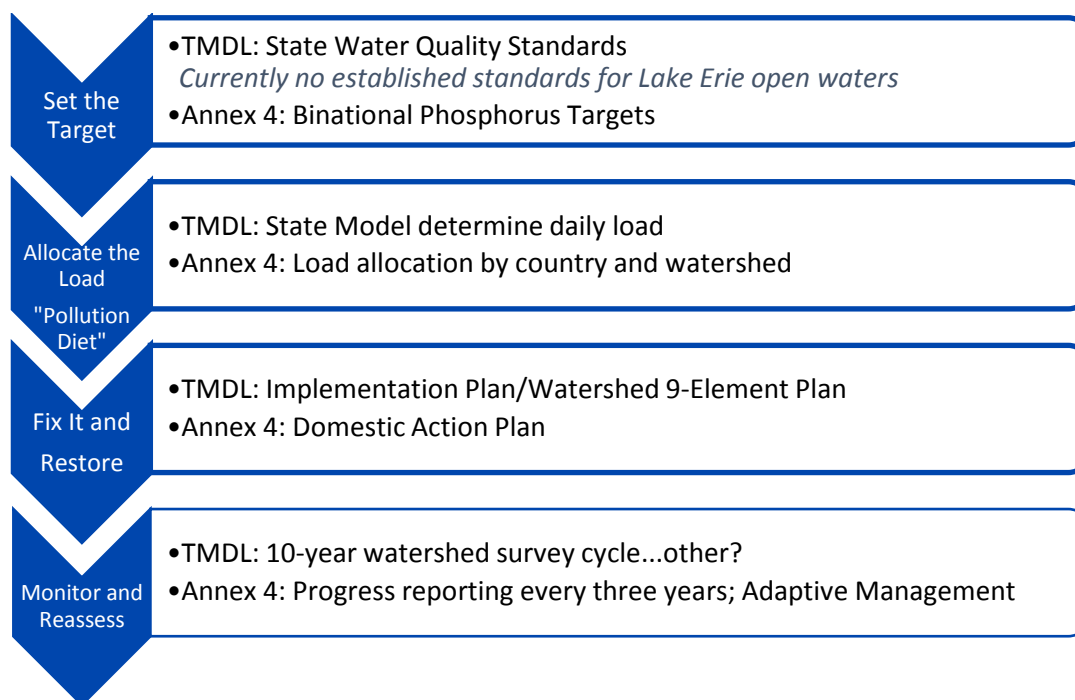 Set the
Target
•TMDL: State Water Quality Standards
Currently no established standards for Lake Erie open waters
•Annex 4: Binational Phosphorus Targets
Allocate the
Load
"Pollution
Diet"
•TMDL: State Model determine daily load
•Annex 4: Load allocation by country and watershed
Fix It and
Restore
•TMDL: Implementation Plan/Watershed 9-Element Plan
•Annex 4: Domestic Action Plan
Monitor and
Reassess
•TMDL: 10-year watershed survey cycle...other?
•Annex 4: Progress reporting every three years; Adaptive Management